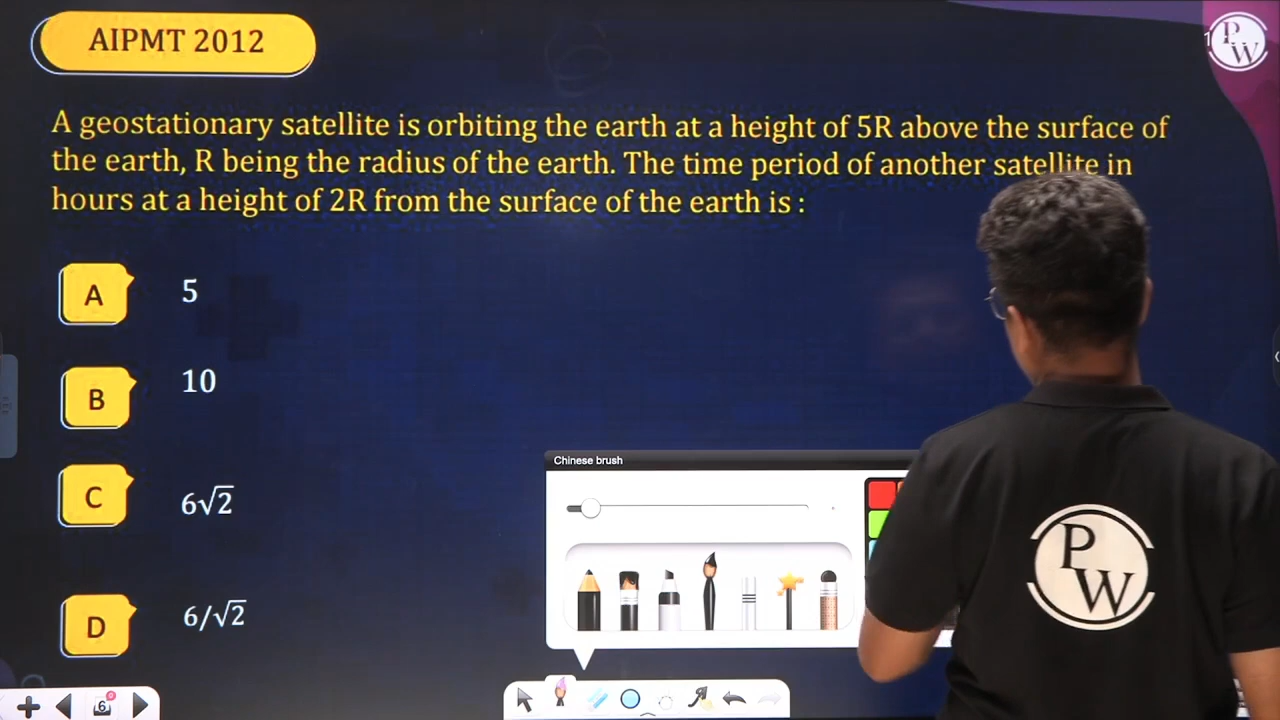 AIPMT 2012
A geostationary satellite is orbiting the earth at a height of 5R above the surface of
the earth, R being the radius of the earth. The time period of another satellite in
hours at a height of 2R from the surface of the earth is :
A 5
B 10
C 6√2
D 6/√2
Chinese brush
PW
PW
6